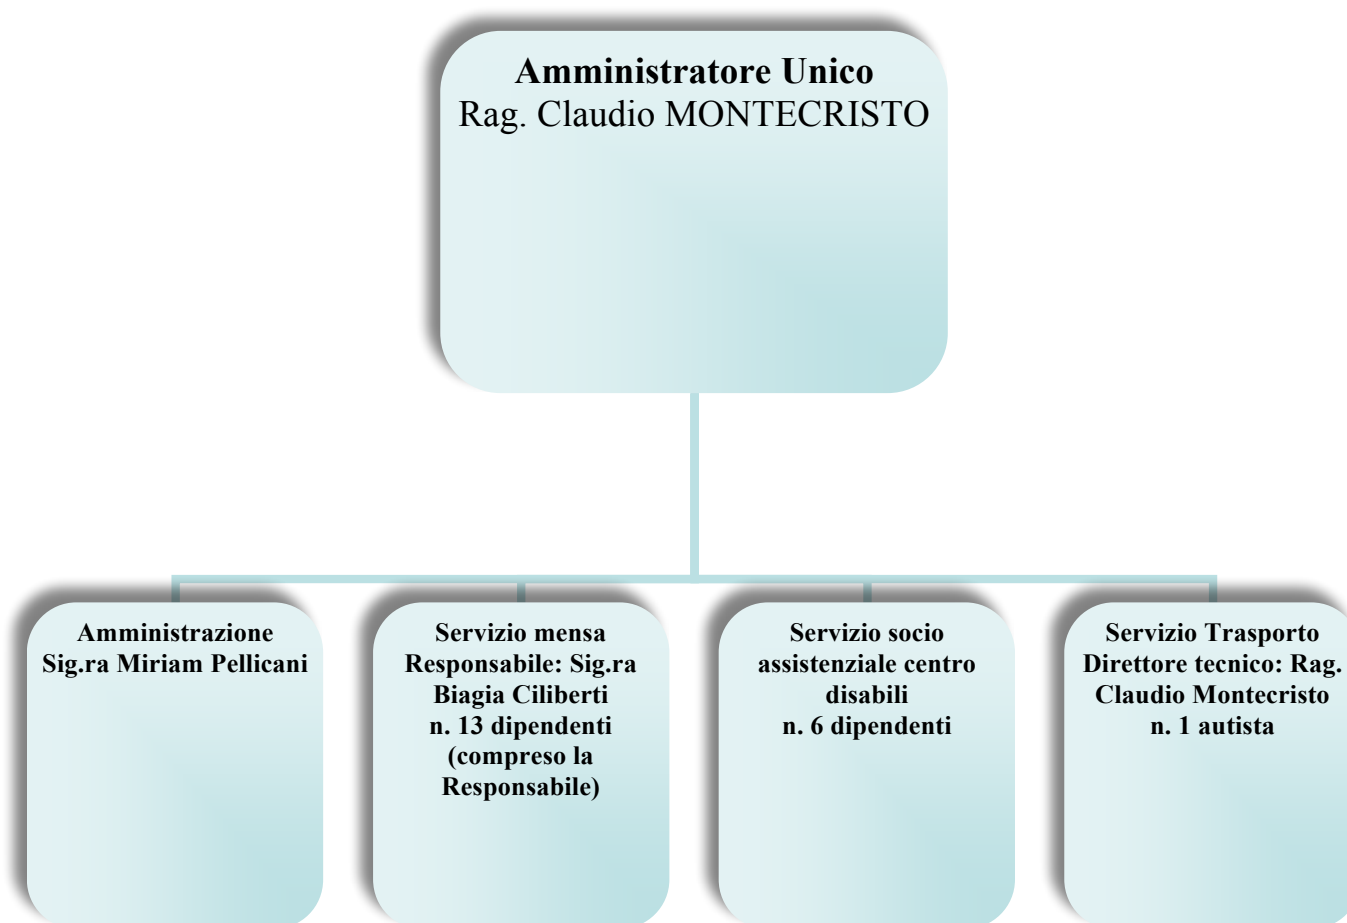 Amministratore Unico
Rag. Claudio MONTECRISTO
Amministrazione
Sig.ra Miriam Pellicani
Servizio mensa
Responsabile: Sig.ra
Biagia Ciliberti
n. 13 dipendenti
(compreso la
Responsabile)
Servizio socio
assistenziale centro
disabili
n. 6 dipendenti
Servizio Trasporto
Direttore tecnico: Rag.
Claudio Montecristo
n. 1 autista